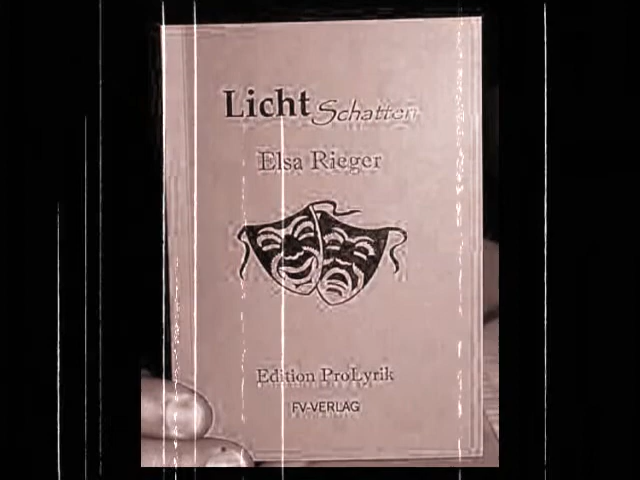 Licht Schatten
Elsa Rieger
Edition ProLyrik
FV-VERLAG